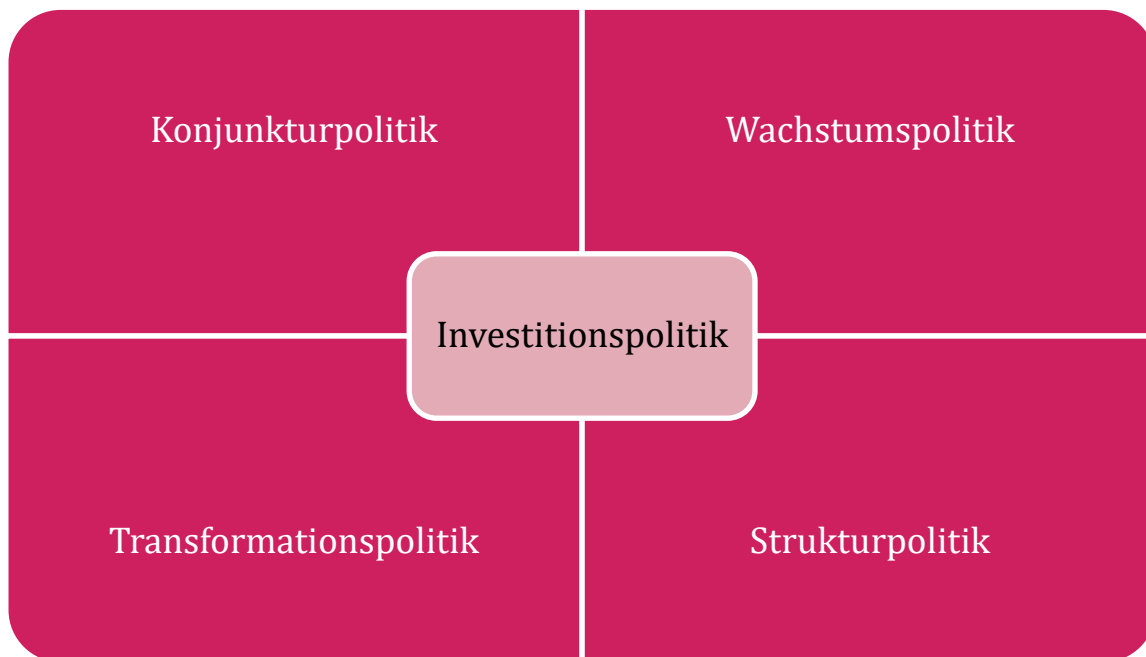 Konjunkturpolitik
Wachstumspolitik
Investitionspolitik
Transformationspolitik
Strukturpolitik